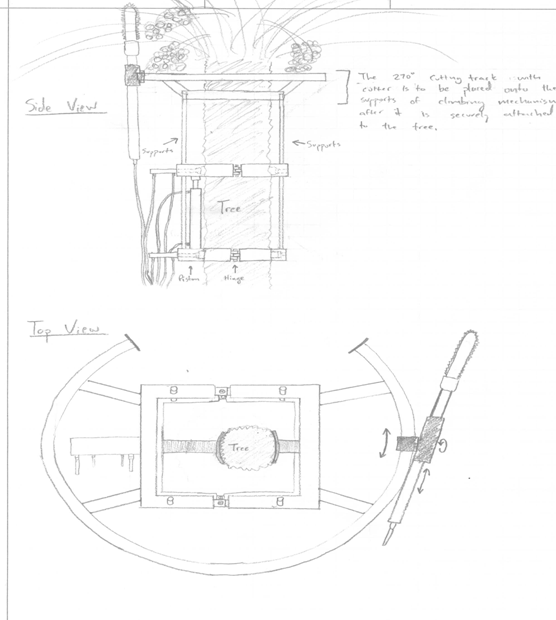 Side View
The 270° cutting track with
cutter is to be placed onto the
supports of climbing mechanism
after it is securely attached
to the tree.
Supports
Supports
Tree
Piston
Hinge
Top View
Tree